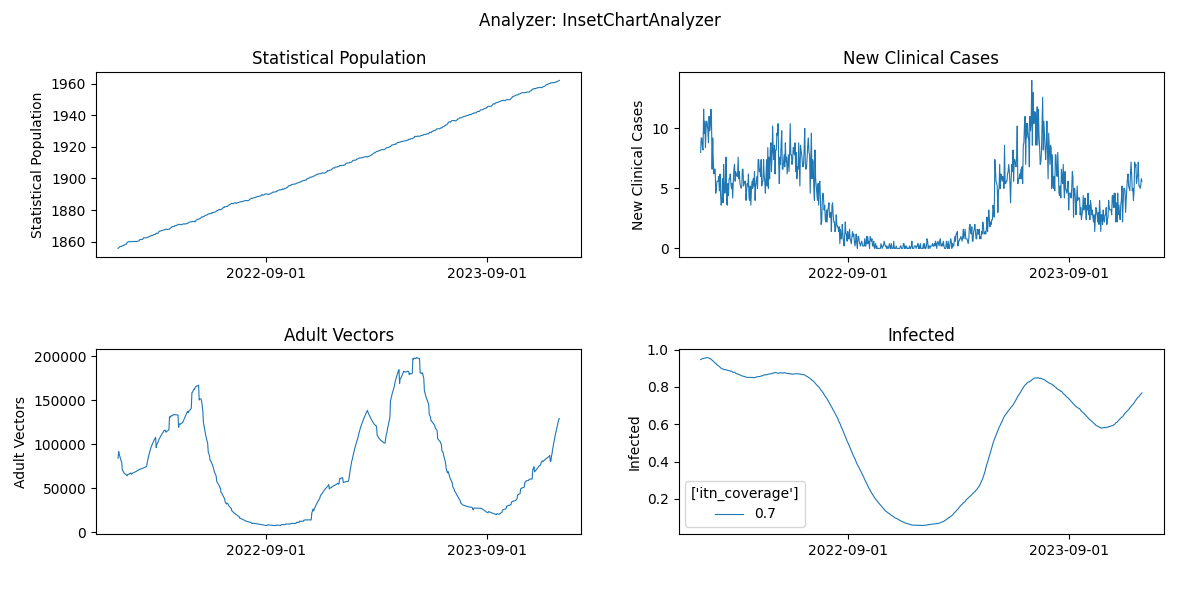 Analyzer: InsetChartAnalyzer
Statistical Population
Statistical Population
1960
1940
1920
1900
1880
1860
2022-09-01
2023-09-01
New Clinical Cases
New Clinical Cases
10
5
0
2022-09-01
2023-09-01
Adult Vectors
Adult Vectors
200000
150000
100000
50000
0
2022-09-01
2023-09-01
Infected
Infected
1.0
0.8
0.6
0.4
0.2
['itn_coverage']
0.7
2022-09-01
2023-09-01